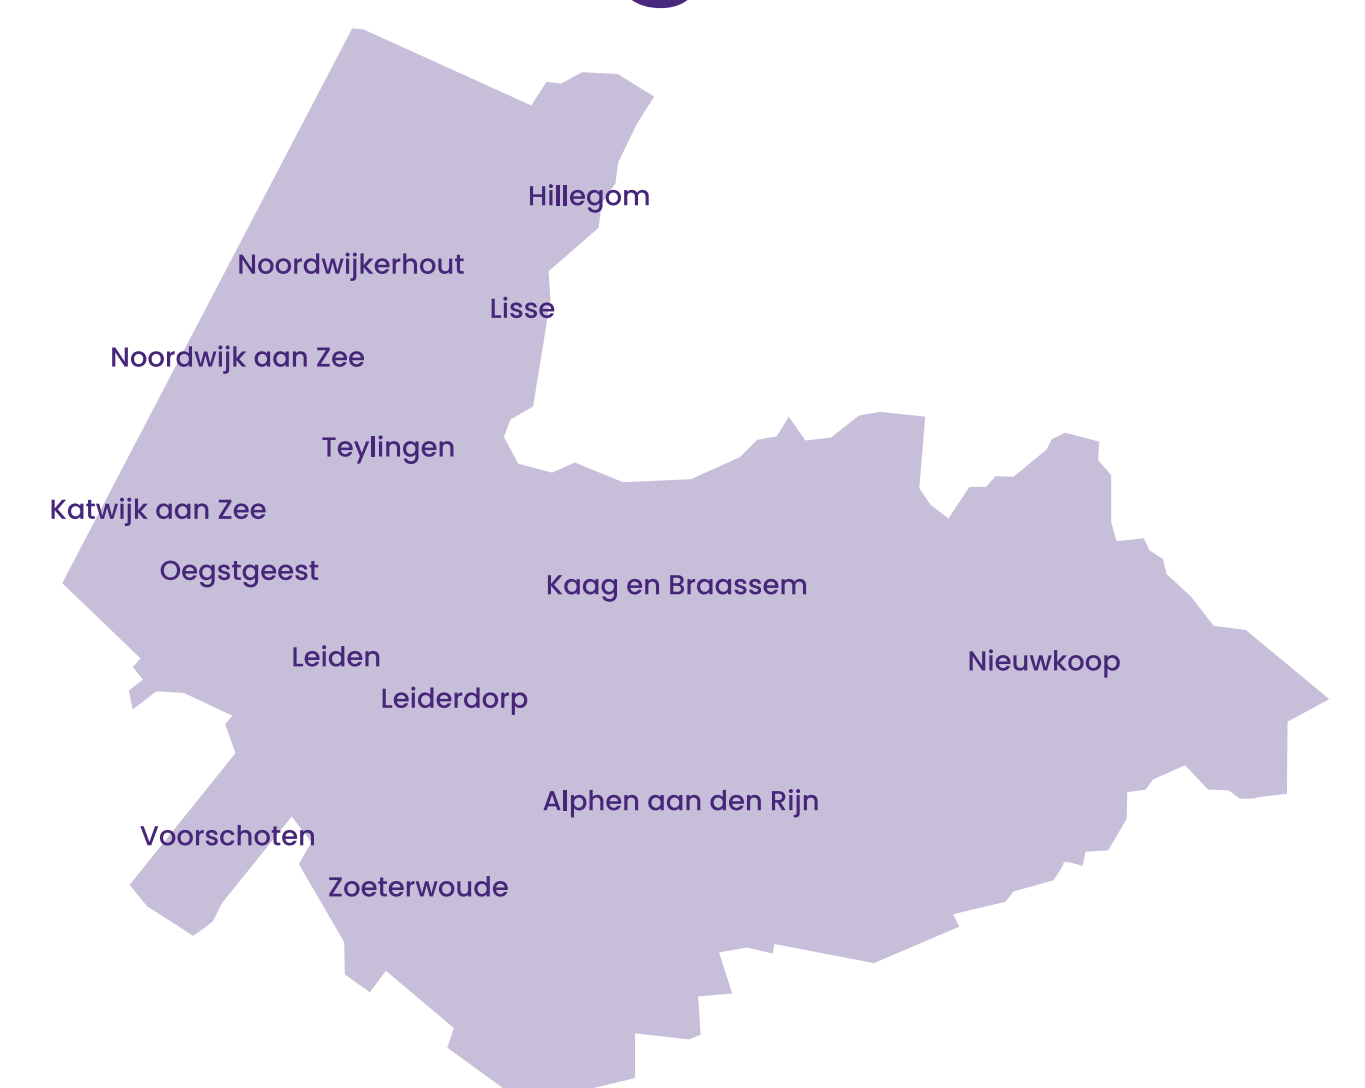 Hillegom
Noordwijkerhout
Lisse
Noordwijk aan Zee
Teylingen
Katwijk aan Zee
Oegstgeest
Kaag en Braassem
Leiden
Nieuwkoop
Leiderdorp
Alphen aan den Rijn
Voorschoten
Zoeterwoude